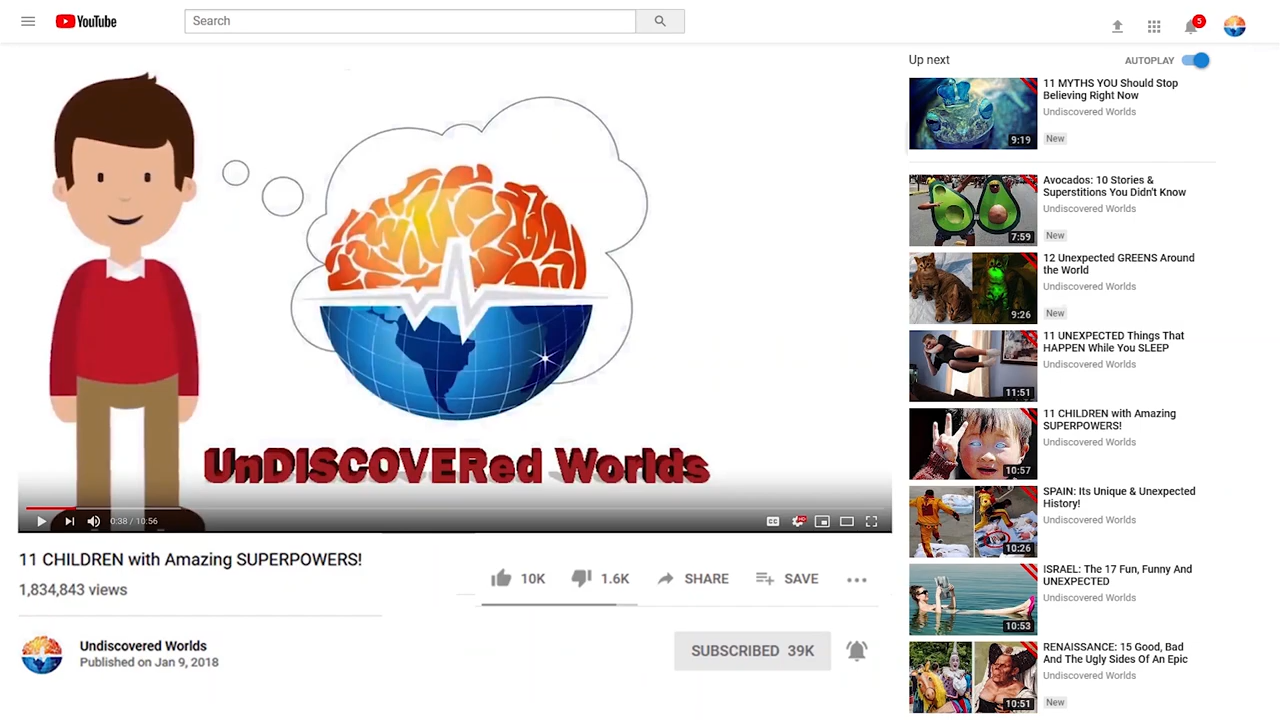 YouTube
Search
5
Up next
AUTOPLAY
9:19
11 MYTHS YOU Should Stop
Believing Right Now
Undiscovered Worlds
New
7:59
Avocados: 10 Stories &
Superstitions You Didn't Know
Undiscovered Worlds
New
9:26
12 Unexpected GREENS Around
the World
Undiscovered Worlds
New
11:51
11 UNEXPECTED Things That
HAPPEN While You SLEEP
Undiscovered Worlds
10:57
11 CHILDREN with Amazing
SUPERPOWERS!
Undiscovered Worlds
10:26
SPAIN: Its Unique & Unexpected
History!
Undiscovered Worlds
10:53
ISRAEL: The 17 Fun, Funny And
UNEXPECTED
Undiscovered Worlds
10:51
RENAISSANCE: 15 Good, Bad
And The Ugly Sides Of An Epic
Undiscovered Worlds
New
UnDISCOVERed Worlds
0:38 / 10:56
CC
HD
11 CHILDREN with Amazing SUPERPOWERS!
1,834,843 views
10K
1.6K
SHARE
SAVE
Undiscovered Worlds
Published on Jan 9, 2018
SUBSCRIBED 39K